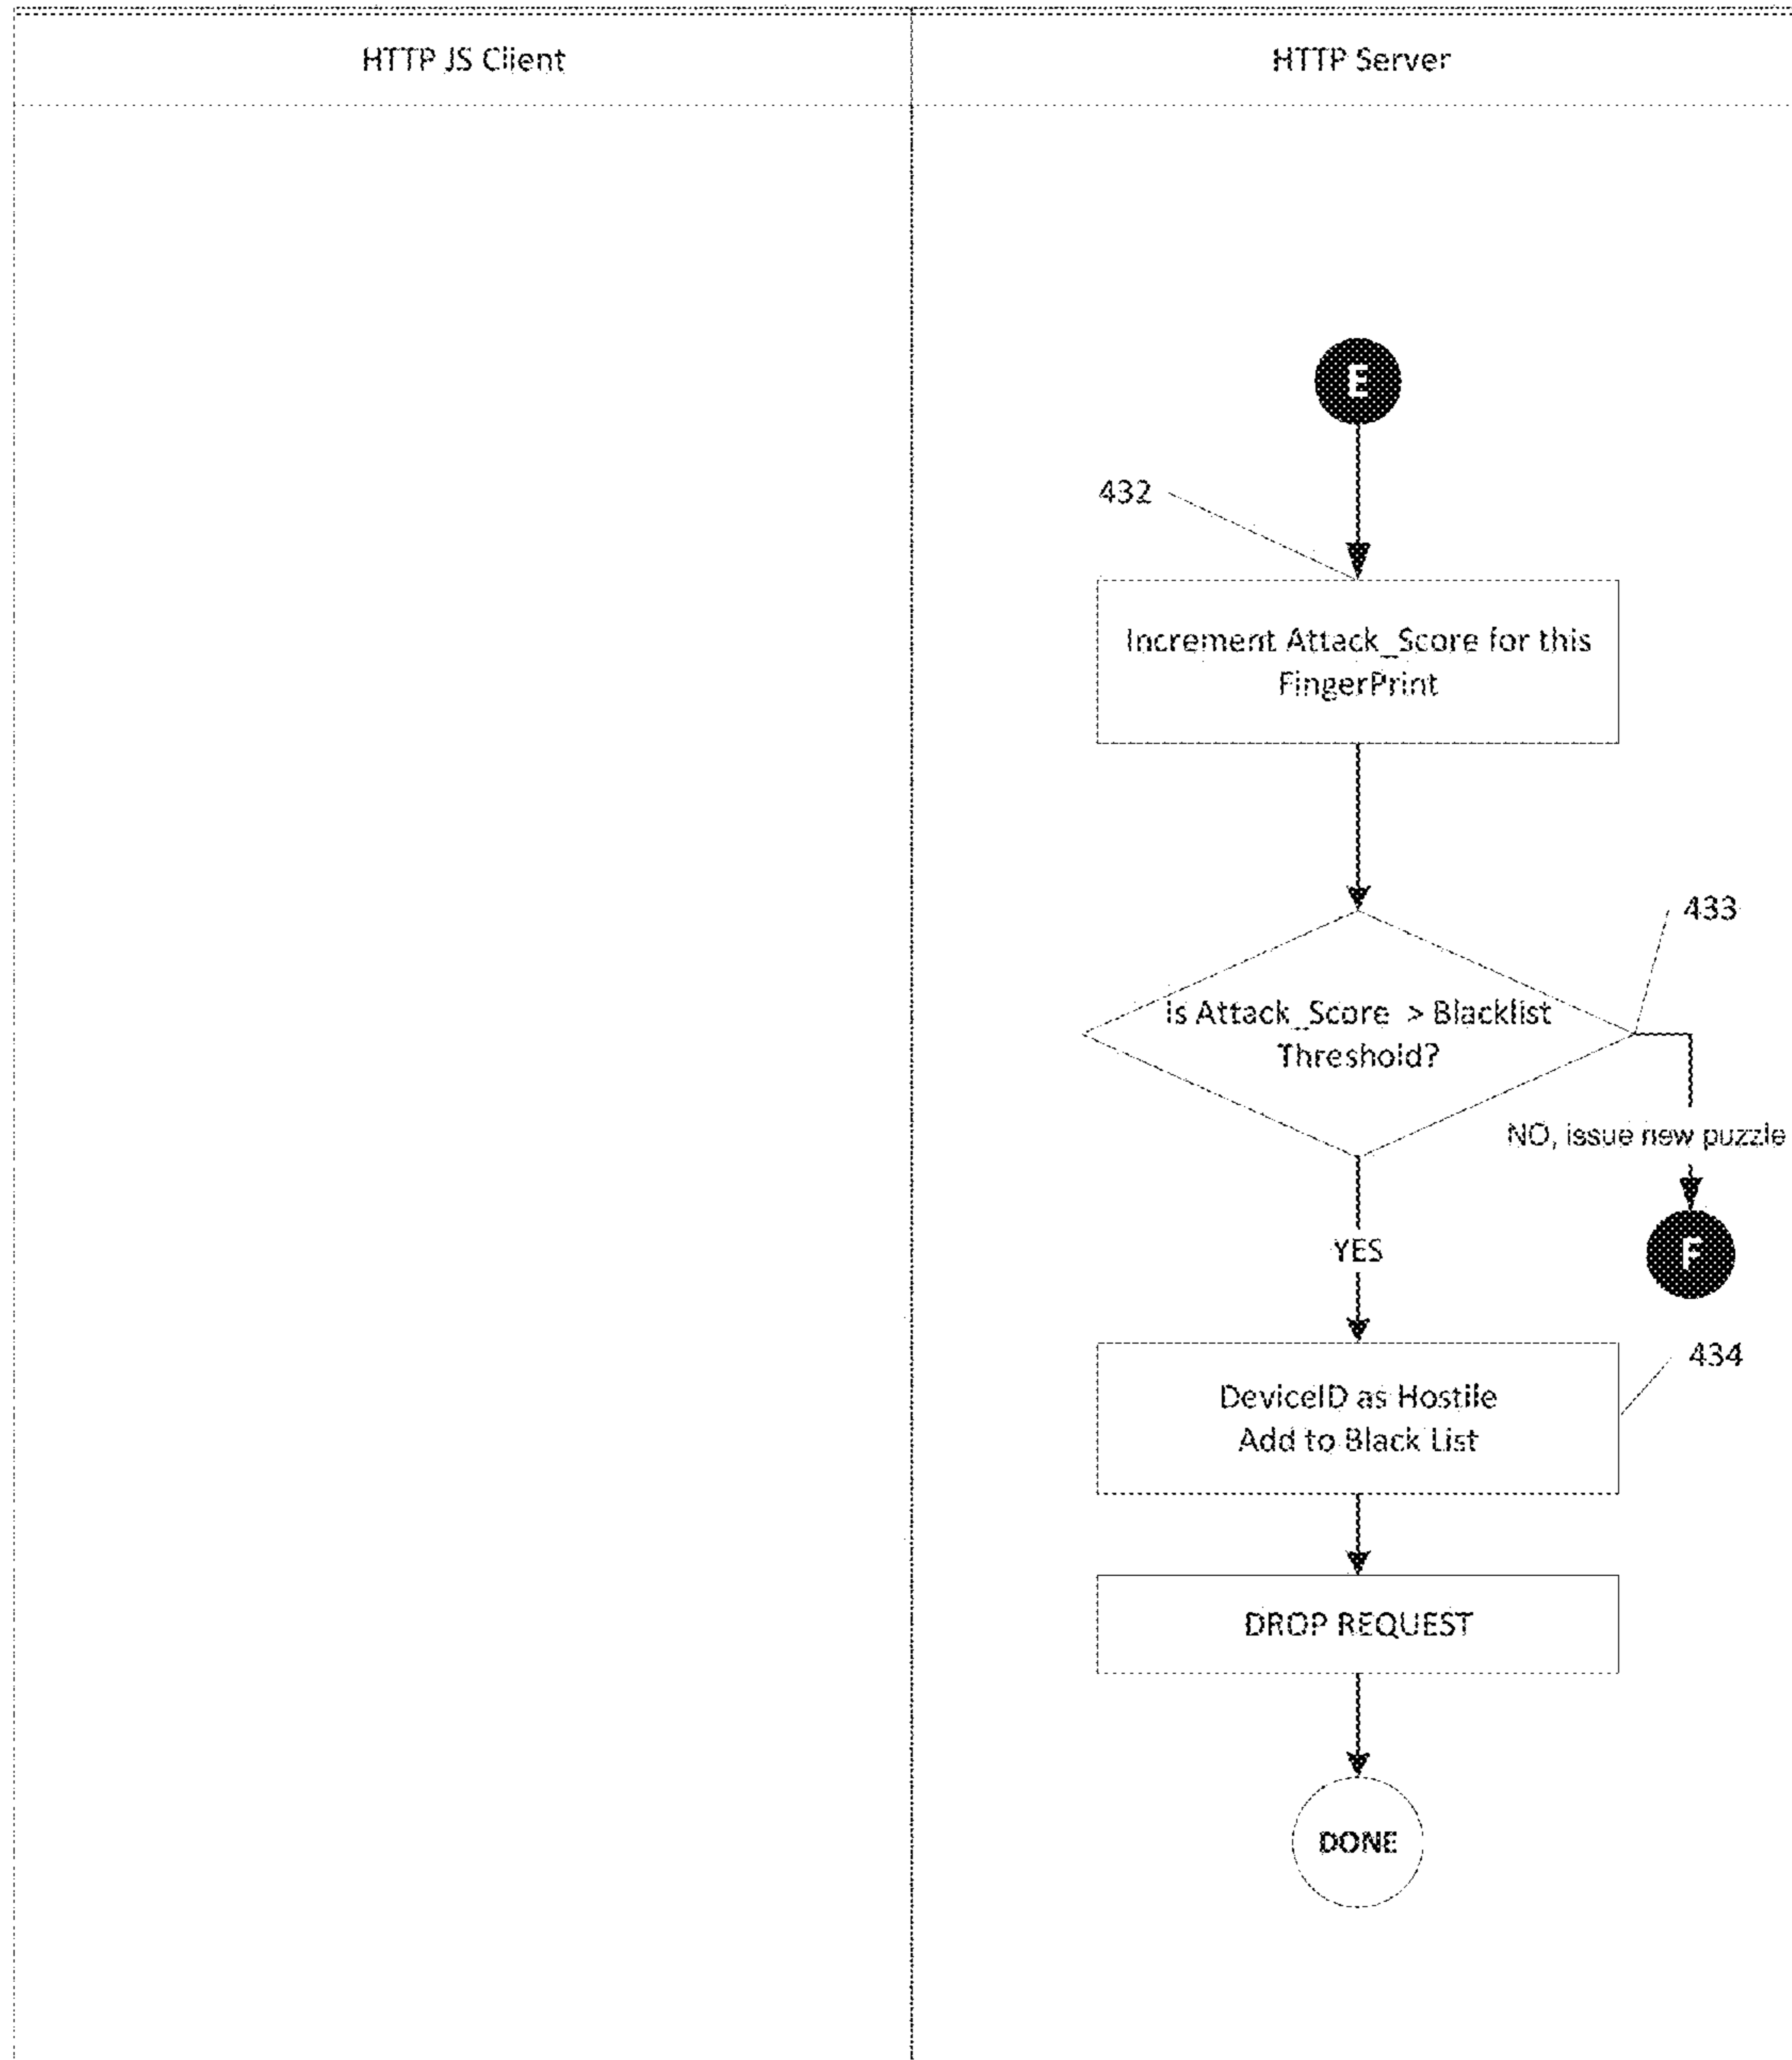 HTTP JS Client
HTTP Server
E
432
Increment Attack_Score for this
FingerPrint
433
Is Attack_Score > Blacklist
Threshold?
NO, issue new puzzle
YES
F
434
DeviceID as Hostile
Add to Black List
DROP REQUEST
DONE